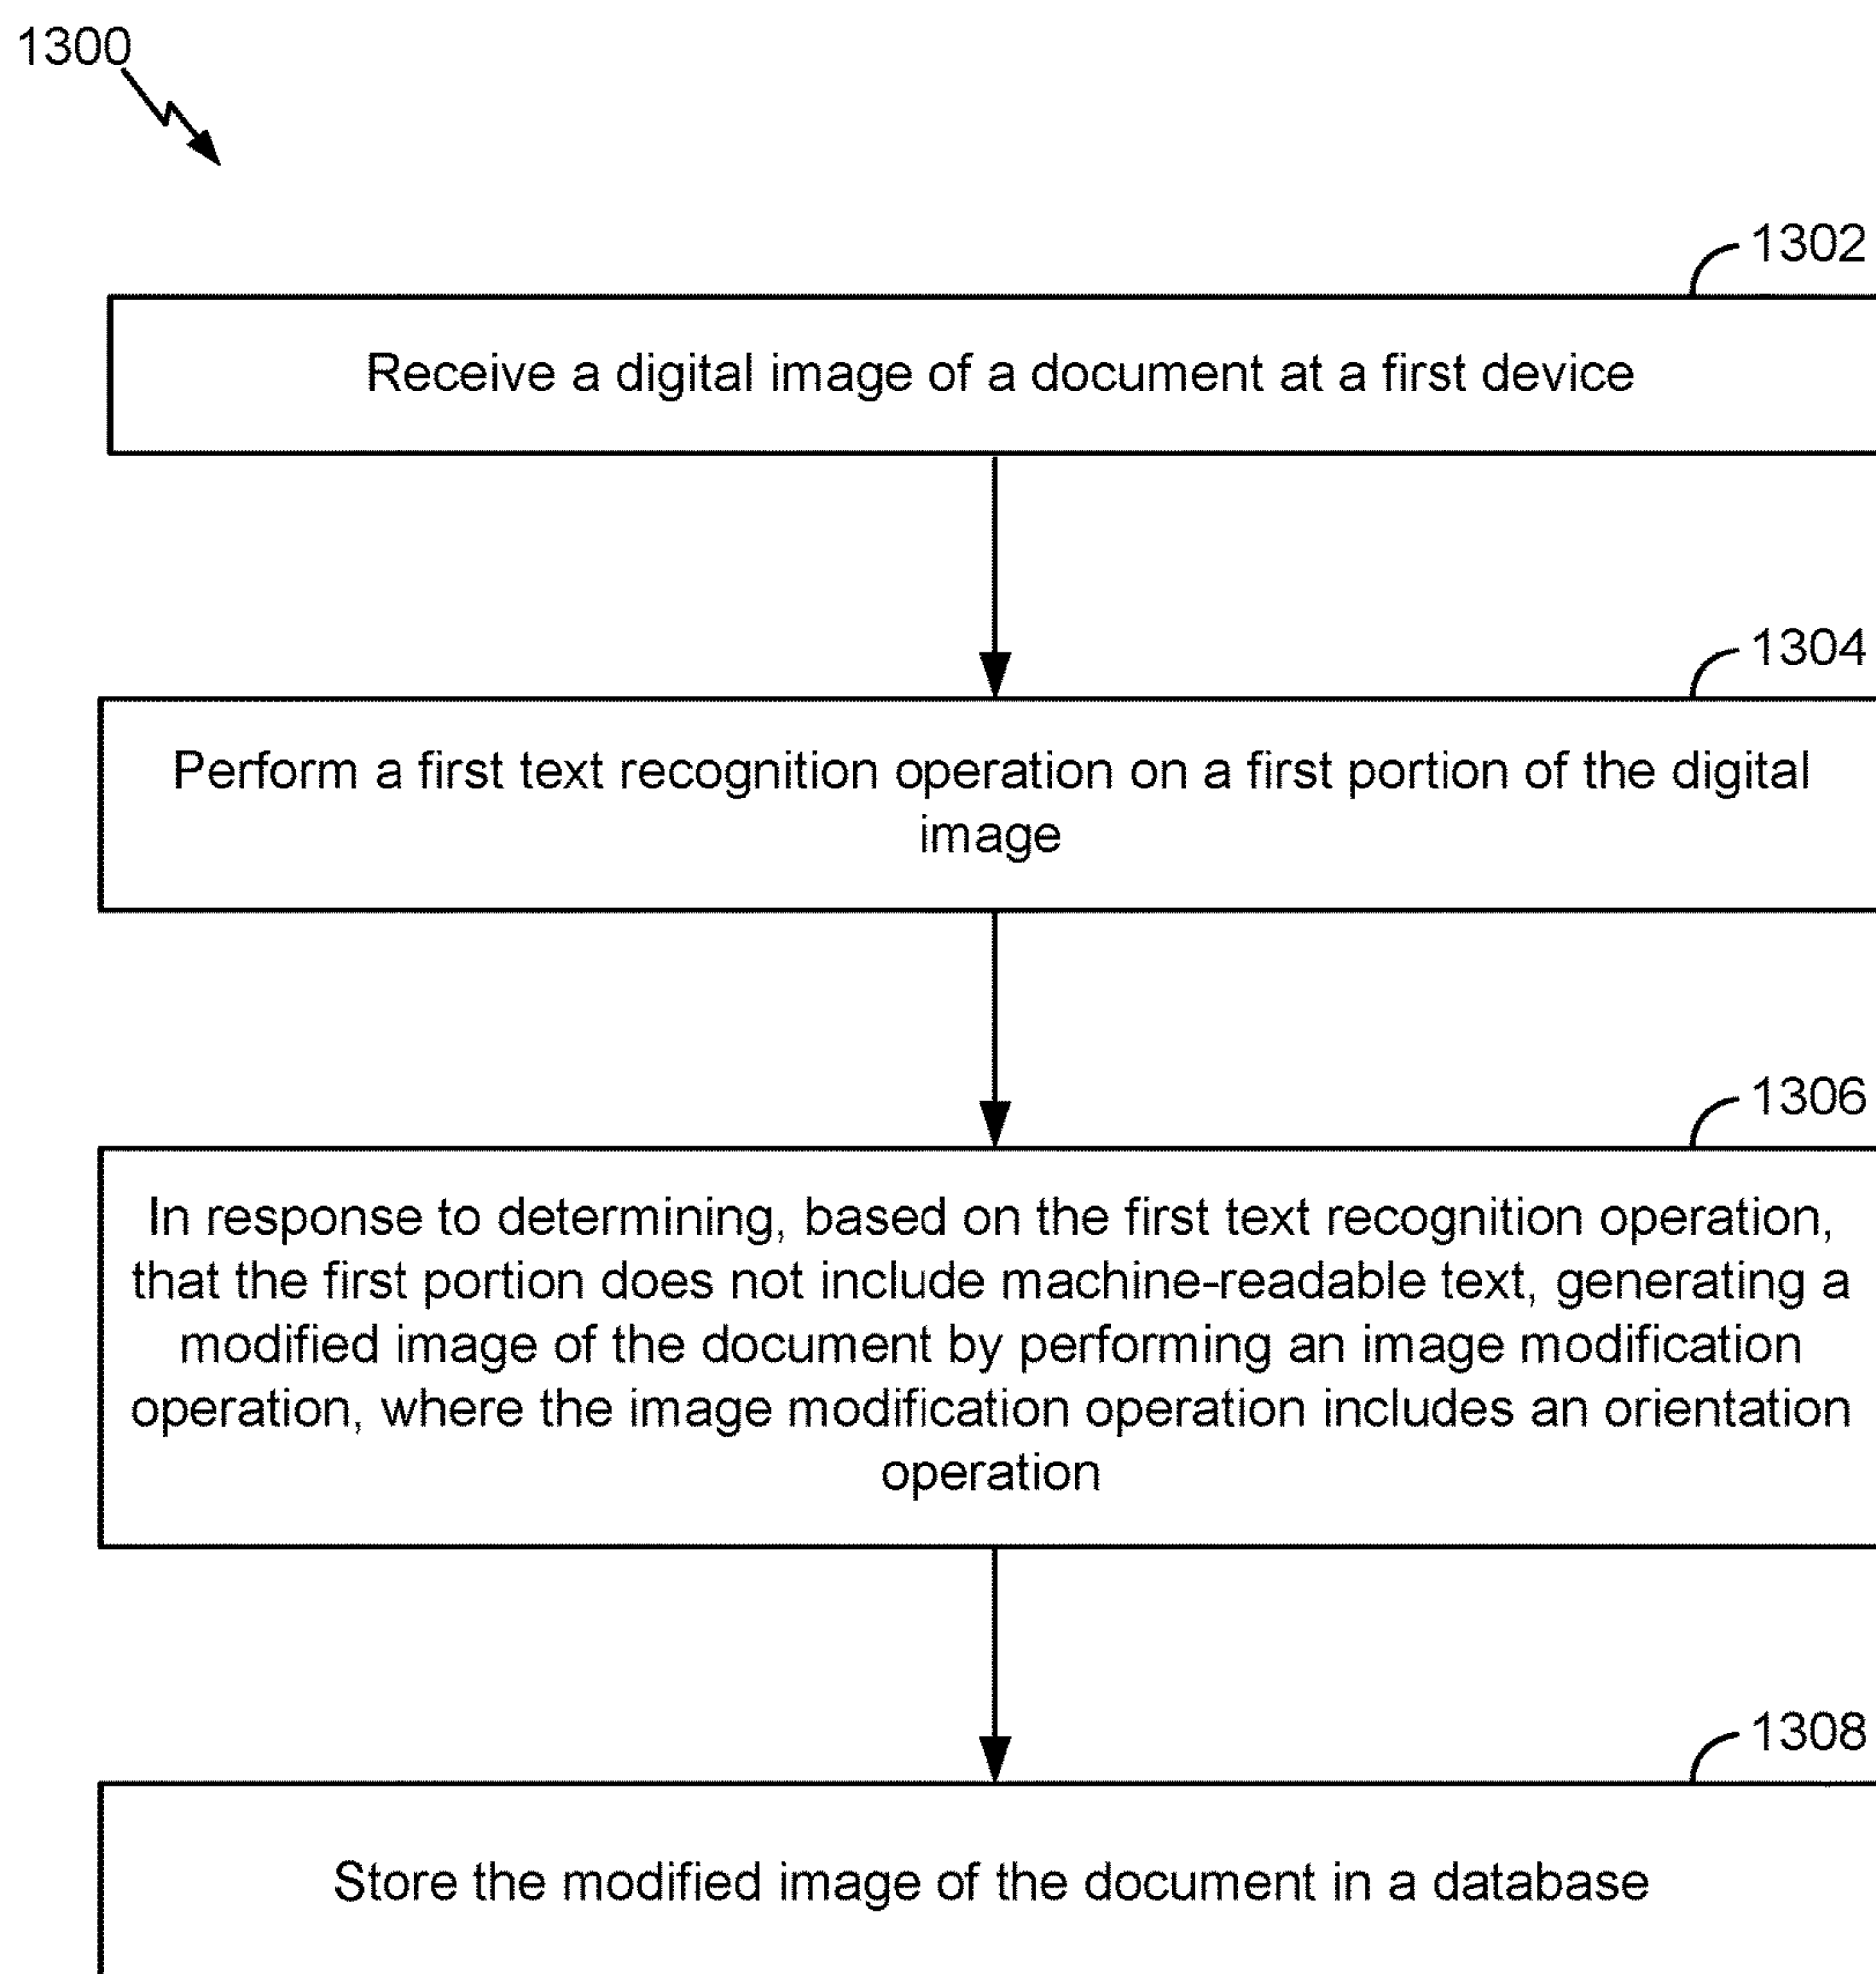 1300
1302
Receive a digital image of a document at a first device
1304
Perform a first text recognition operation on a first portion of the digital
image
1306
In response to determining, based on the first text recognition operation,
that the first portion does not include machine-readable text, generating a
modified image of the document by performing an image modification
operation, where the image modification operation includes an orientation
operation
1308
Store the modified image of the document in a database